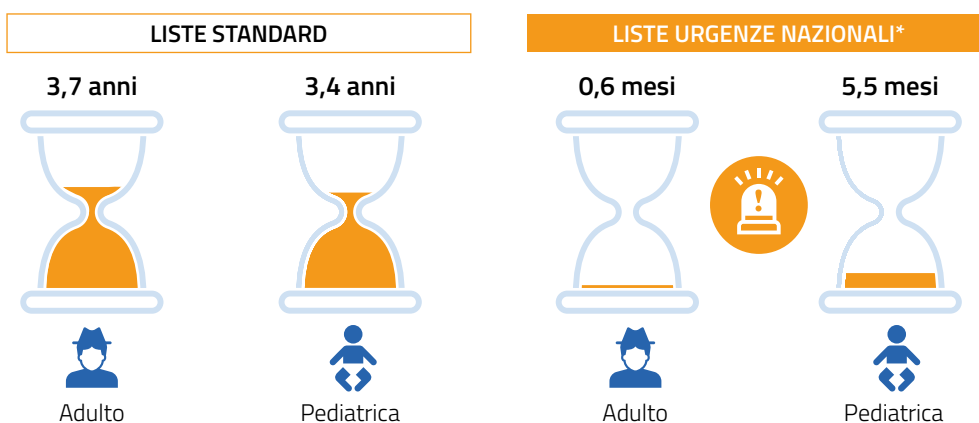 LISTE STANDARD
LISTE URGENZE NAZIONALI*
3,7 anni
3,4 anni
0,6 mesi
5,5 mesi
!
Adulto
Pediatrica
Adulto
Pediatrica